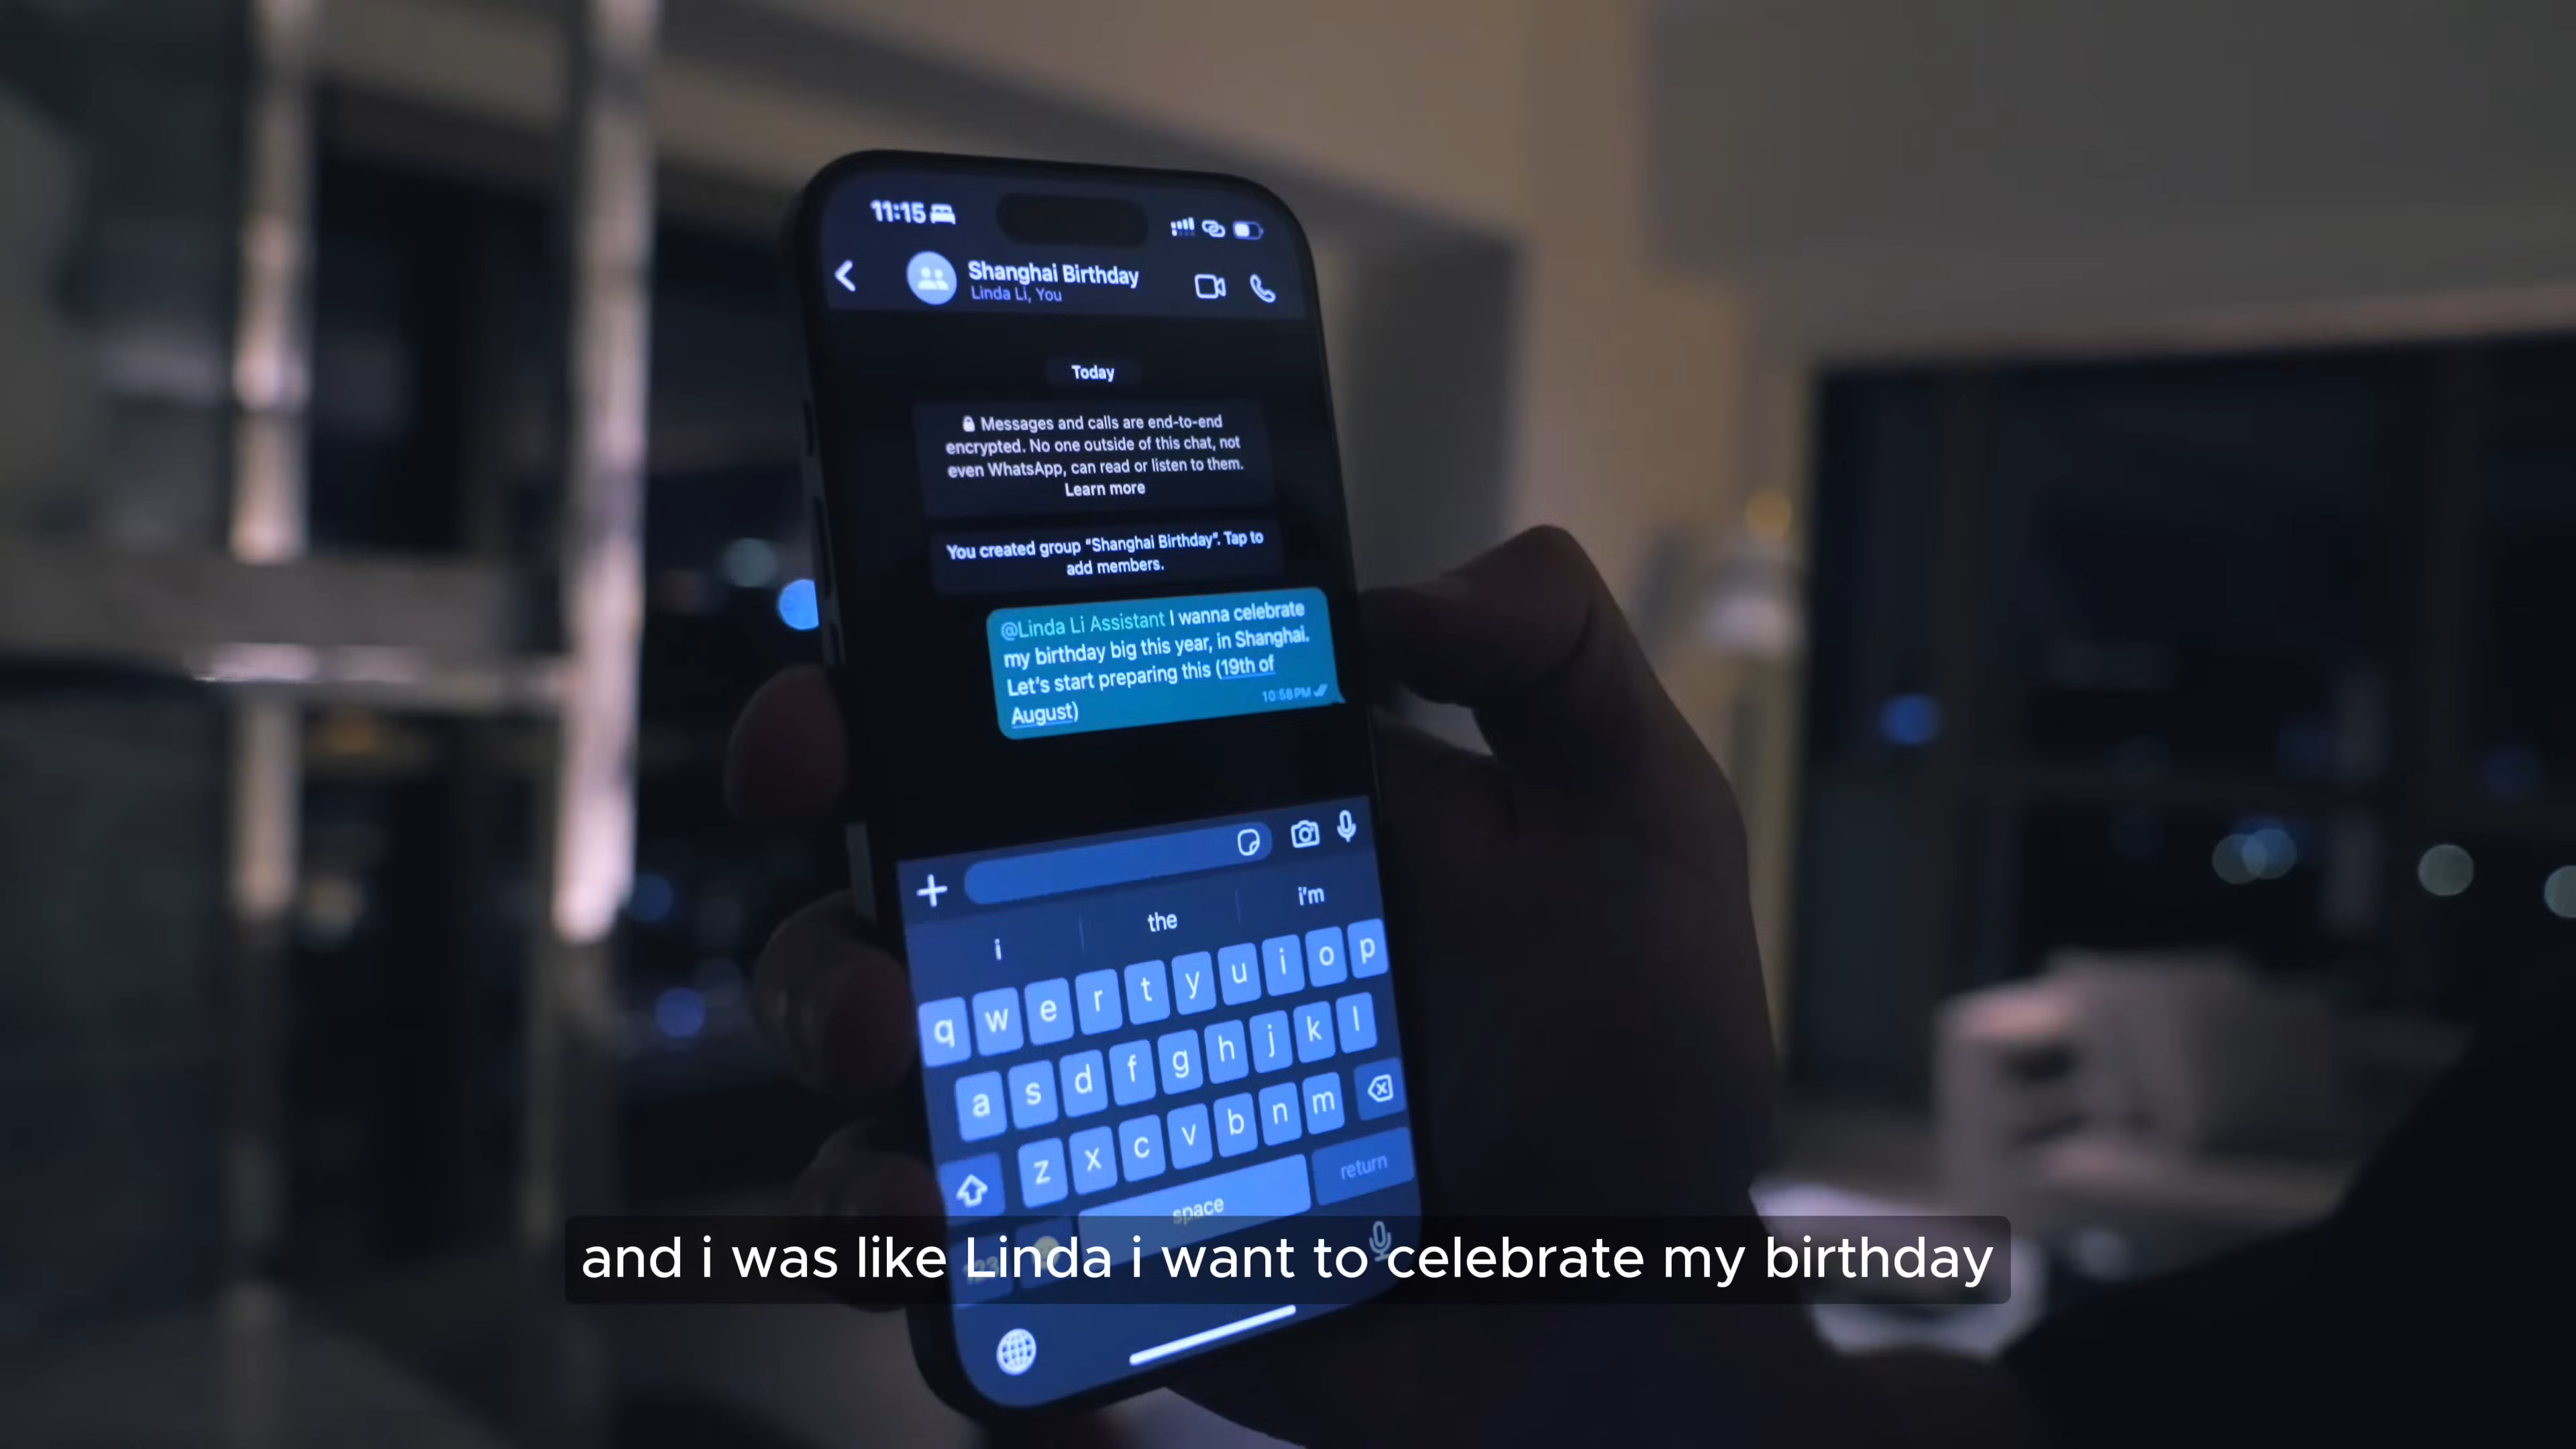 11:15
Shanghai Birthday
Linda Li, You
Today
Messages and calls are end-to-end
encrypted. No one outside of this chat, not
even WhatsApp, can read or listen to them.
Learn more
You created group “Shanghai Birthday”. Tap to
add members.
@Linda Li Assistant I wanna celebrate
my birthday big this year, in Shanghai.
Let's start preparing this (19th of
August)
10:58 PM
i the i'm
q w e r t y u i o p
a s d f g h j k l
z x c v b n m
space return
123
and i was like Linda i want to celebrate my birthday